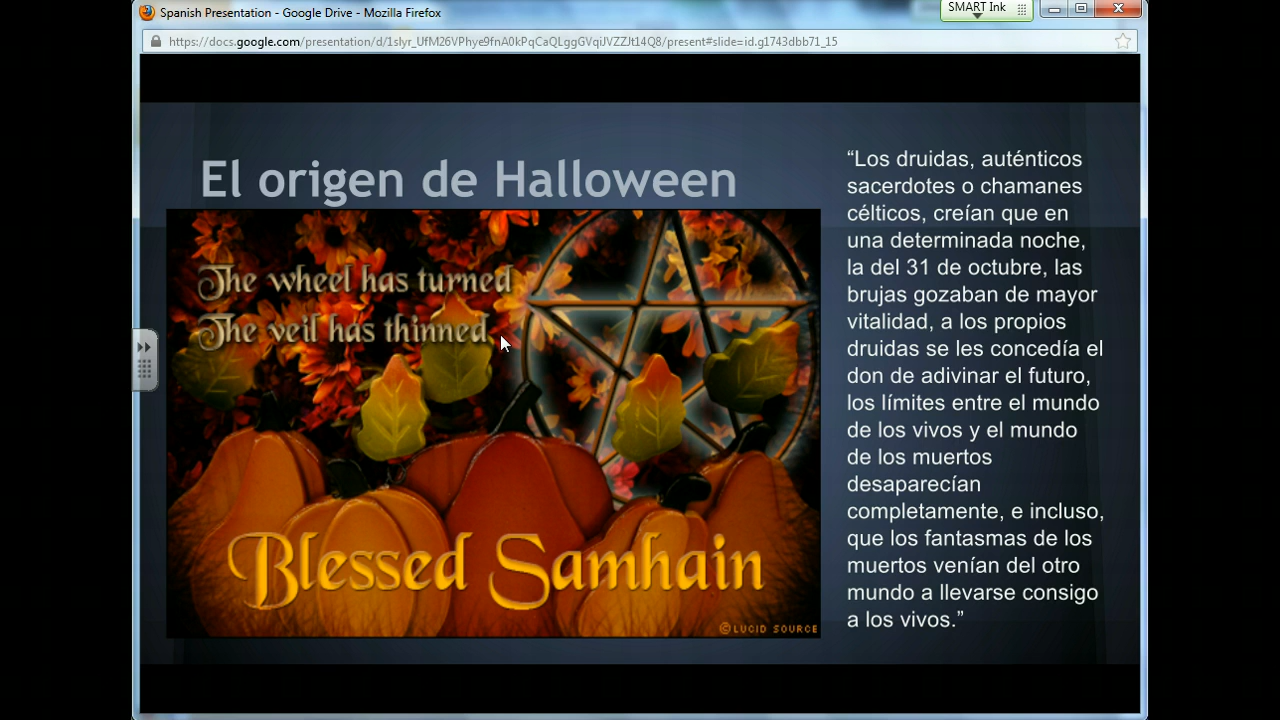 Spanish Presentation - Google Drive - Mozilla Firefox
SMART Ink
https://docs.google.com/presentation/d/1slyr_UfM26VPhye9fnA0kPqCaQLggGVqiJVZZJt14Q8/present#slide=id.g1743dbb71_15
El origen de Halloween
The wheel has turned
The veil has thinned
Blessed Samhain
©LUCID SOURCE
“Los druidas, auténticos
sacerdotes o chamanes
célticos, creían que en
una determinada noche,
la del 31 de octubre, las
brujas gozaban de mayor
vitalidad, a los propios
druidas se les concedía el
don de adivinar el futuro,
los límites entre el mundo
de los vivos y el mundo
de los muertos
desaparecían
completamente, e incluso,
que los fantasmas de los
muertos venían del otro
mundo a llevarse consigo
a los vivos.”